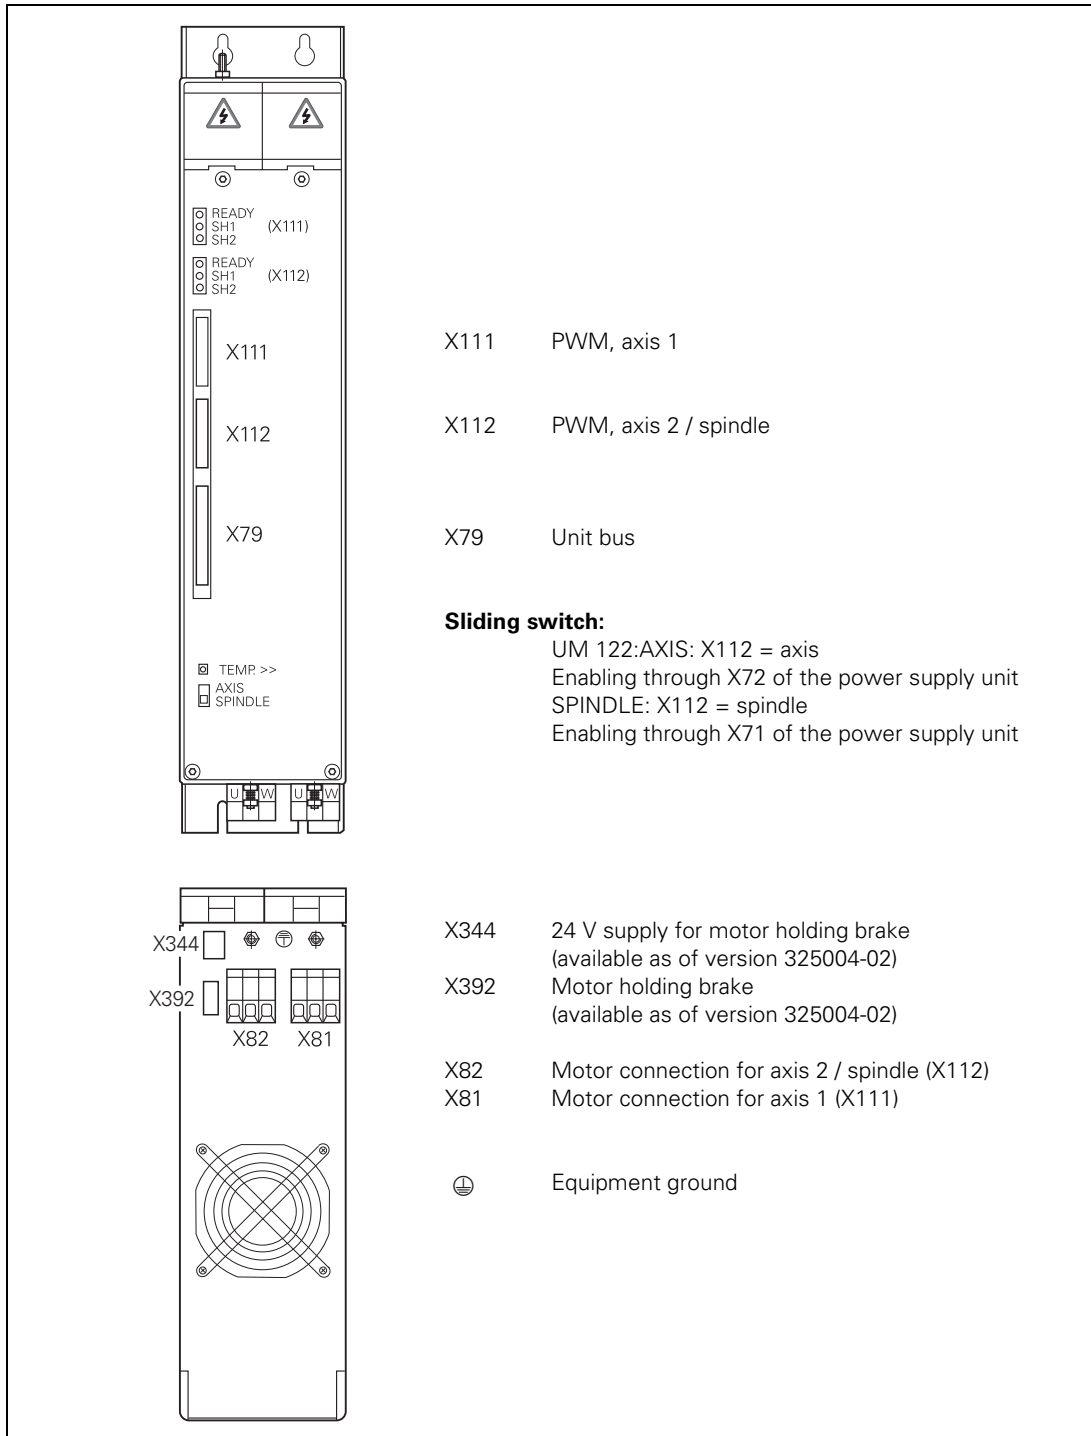 READY
SH1 (X111)
SH2
READY
SH1 (X112)
SH2
X111
X112
X79
TEMP. >>
AXIS
SPINDLE
U W U W
X111 PWM, axis 1
X112 PWM, axis 2 / spindle
X79 Unit bus
Sliding switch:
UM 122:AXIS: X112 = axis
Enabling through X72 of the power supply unit
SPINDLE: X112 = spindle
Enabling through X71 of the power supply unit
X344
X392
X82 X81
X344 24 V supply for motor holding brake
(available as of version 325004-02)
X392 Motor holding brake
(available as of version 325004-02)
X82 Motor connection for axis 2 / spindle (X112)
X81 Motor connection for axis 1 (X111)
Equipment ground